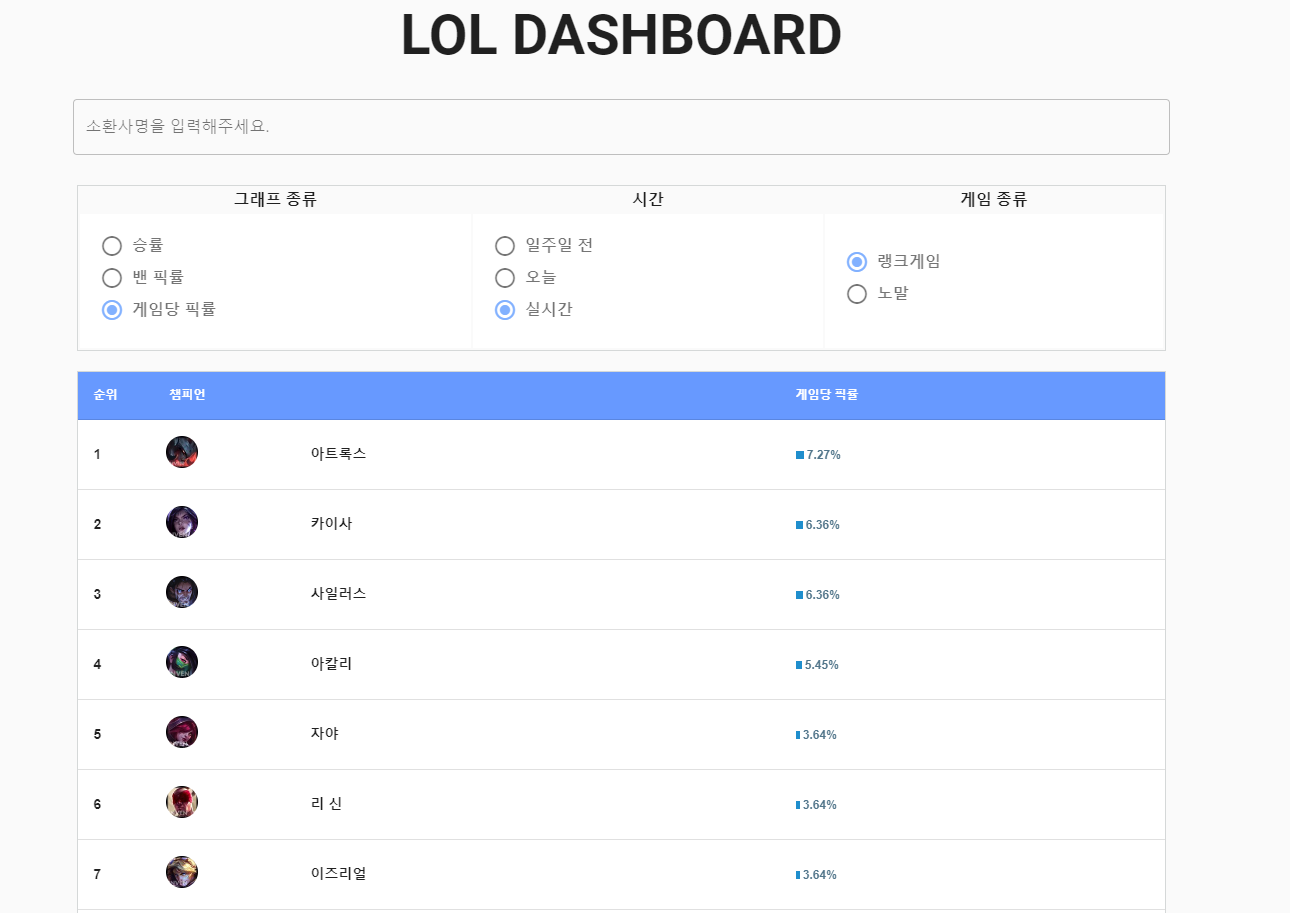 LOL DASHBOARD
소환사명을 입력해주세요.
그래프 종류 시간 게임 종류
승률 일주일 전 랭크게임
밴 픽률 오늘 노말
게임당 픽률 실시간
순위 챔피언 게임당 픽률
1 아트록스 7.27%
2 카이사 6.36%
3 사일러스 6.36%
4 아칼리 5.45%
5 자야 3.64%
6 리 신 3.64%
7 이즈리얼 3.64%